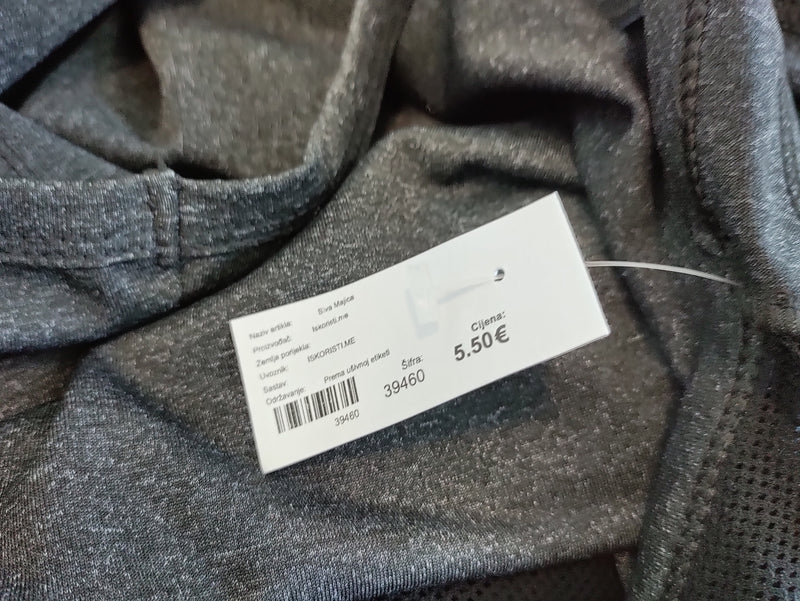 Naziv artikla: Siva Majica
Proizvođač: Iskoristi.me
Zemlja porijekla:
Uvoznik: ISKORISTI.ME
Sastav:
Održavanje: Prema ušivnoj etiketi
39460
Šifra:
39460
Cijena:
5.50€